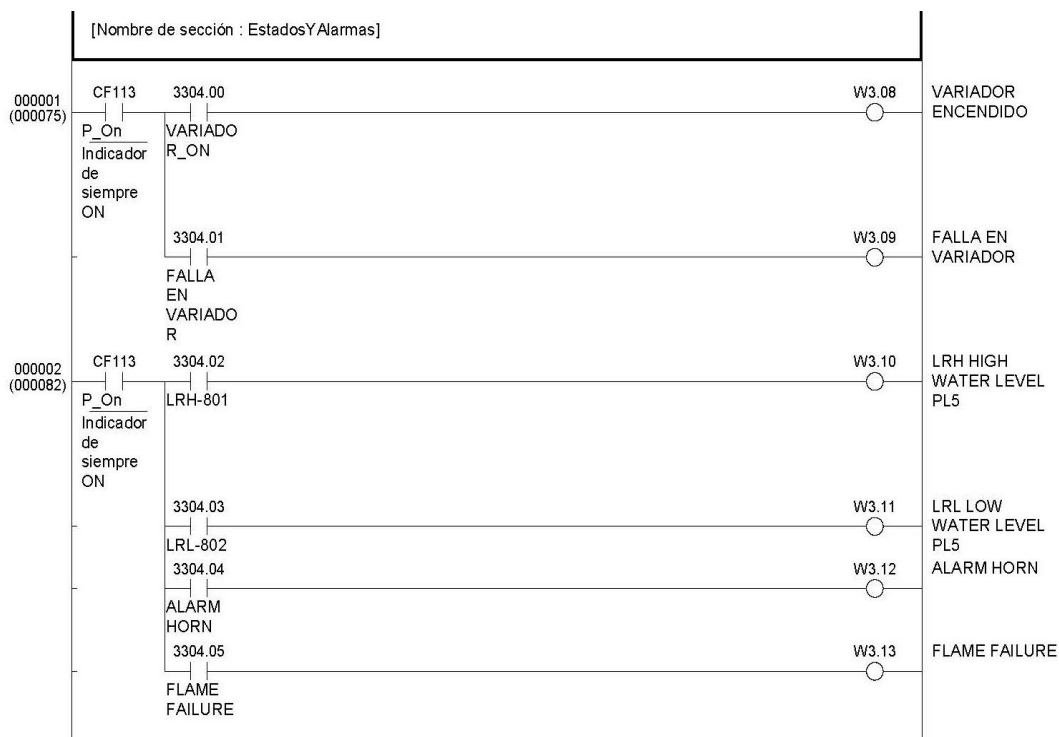 [Nombre de sección : EstadosYAlarmas]
000001
(000075)
CF113
P_On
Indicador
de
siempre
ON
3304.00
VARIADO
R_ON
W3.08
VARIADOR
ENCENDIDO
3304.01
FALLA
EN
VARIADO
R
W3.09
FALLA EN
VARIADOR
000002
(000082)
CF113
P_On
Indicador
de
siempre
ON
3304.02
LRH-801
W3.10
LRH HIGH
WATER LEVEL
PL5
3304.03
LRL-802
W3.11
LRL LOW
WATER LEVEL
PL5
3304.04
ALARM
HORN
W3.12
ALARM HORN
3304.05
FLAME
FAILURE
W3.13
FLAME FAILURE